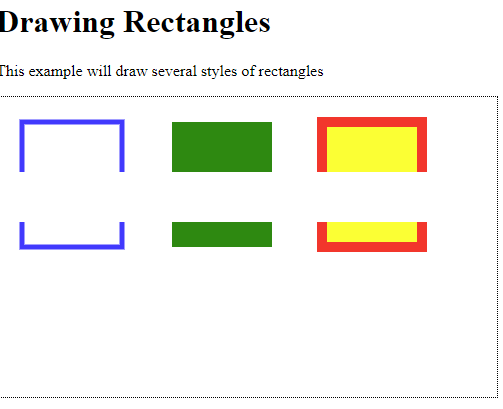 Drawing Rectangles
This example will draw several styles of rectangles